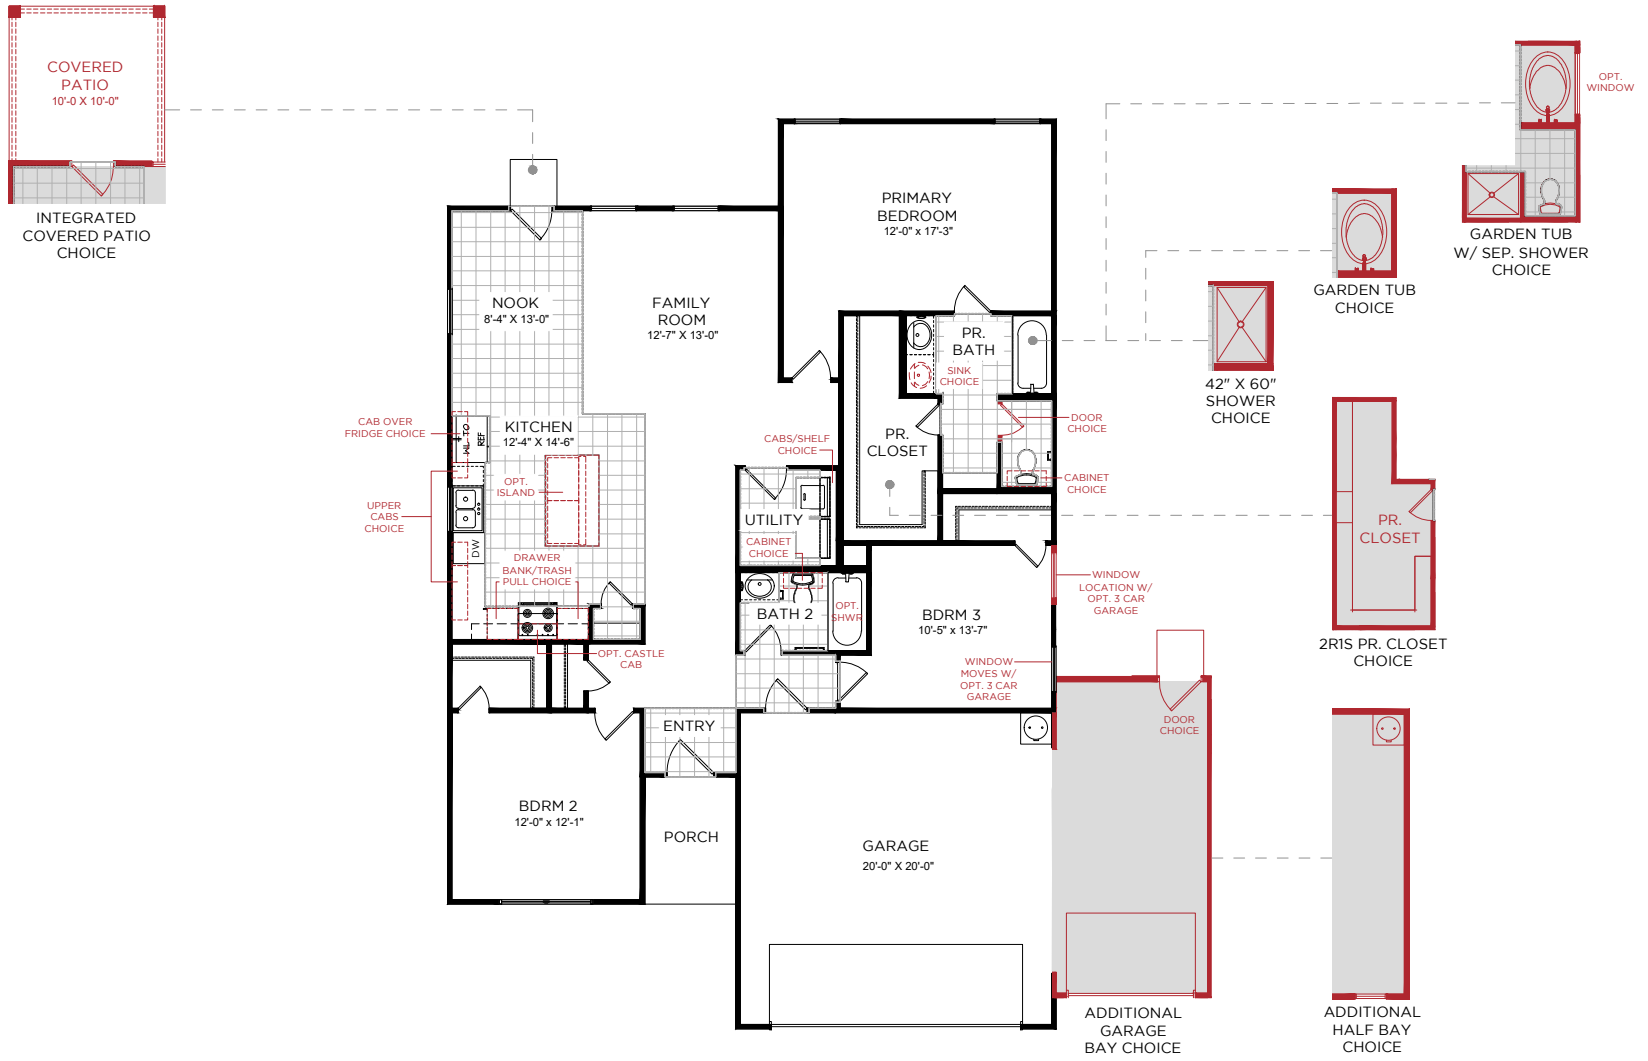 COVERED
PATIO
10'-0 X 10'-0"
INTEGRATED
COVERED PATIO
CHOICE
OPT.
WINDOW
GARDEN TUB
W/ SEP. SHOWER
CHOICE
GARDEN TUB
CHOICE
42" X 60"
SHOWER
CHOICE
PRIMARY
BEDROOM
12'-0" x 17'-3"
NOOK
8'-4" X 13'-0"
FAMILY
ROOM
12'-7" X 13'-0"
PR.
BATH
SINK
CHOICE
DOOR
CHOICE
CABINET
CHOICE
PR.
CLOSET
CABS/SHELF
CHOICE
CAB OVER
FRIDGE CHOICE
WL TO
REF
KITCHEN
12'-4" X 14'-6"
OPT.
ISLAND
UPPER
CABS
CHOICE
DW
DRAWER
BANK/TRASH
PULL CHOICE
UTILITY
CABINET
CHOICE
BATH 2
OPT.
SHWR
BDRM 3
10'-5" x 13'-7"
WINDOW
LOCATION W/
OPT. 3 CAR
GARAGE
WINDOW
MOVES W/
OPT. 3 CAR
GARAGE
PR.
CLOSET
2R1S PR. CLOSET
CHOICE
OPT. CASTLE
CAB
ENTRY
DOOR
CHOICE
BDRM 2
12'-0" x 12'-1"
PORCH
GARAGE
20'-0" X 20'-0"
ADDITIONAL
GARAGE
BAY CHOICE
ADDITIONAL
HALF BAY
CHOICE